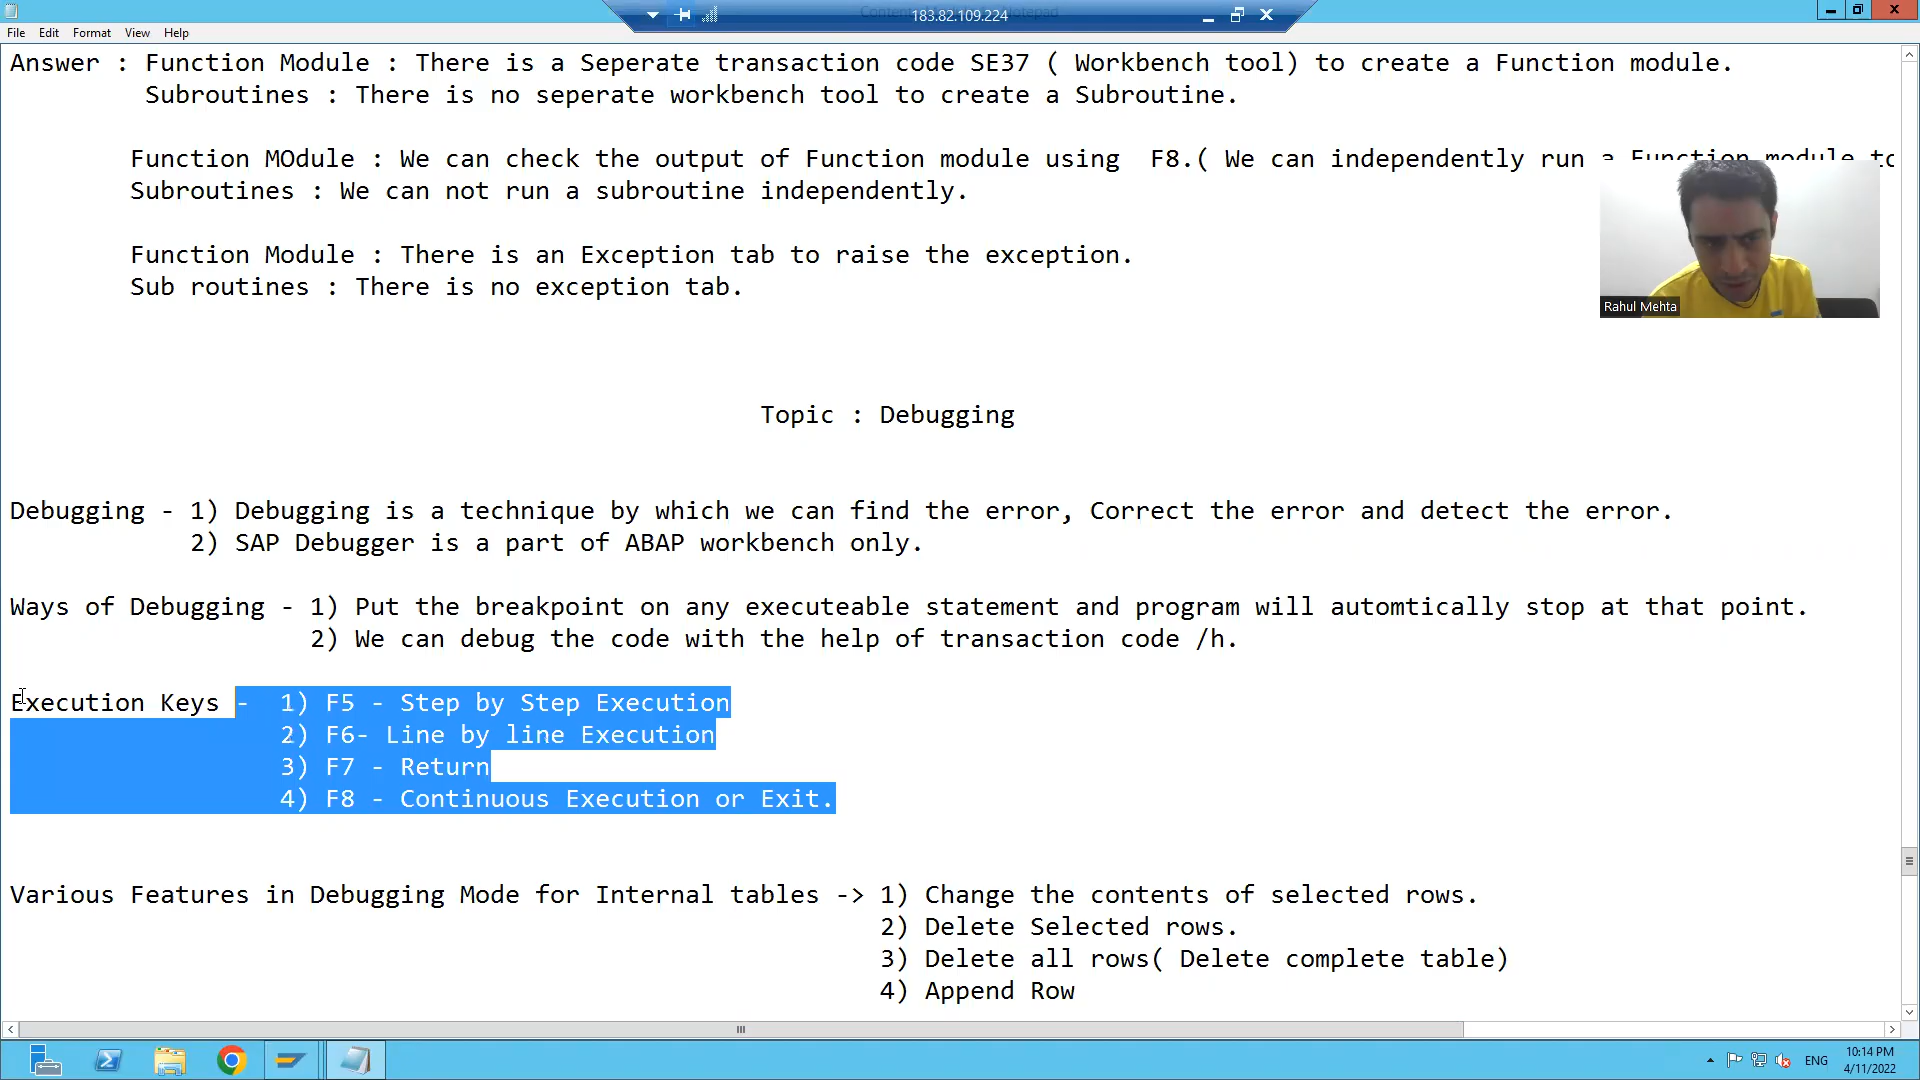 183.82.109.224
File Edit Format View Help
Answer : Function Module : There is a Seperate transaction code SE37 ( Workbench tool) to create a Function module.
Subroutines : There is no seperate workbench tool to create a Subroutine.
Function MOdule : We can check the output of Function module using F8.( We can independently run a Function module to
Subroutines : We can not run a subroutine independently.
Function Module : There is an Exception tab to raise the exception.
Sub routines : There is no exception tab.
Rahul Mehta
Topic : Debugging
Debugging - 1) Debugging is a technique by which we can find the error, Correct the error and detect the error.
2) SAP Debugger is a part of ABAP workbench only.
Ways of Debugging - 1) Put the breakpoint on any executeable statement and program will automtically stop at that point.
2) We can debug the code with the help of transaction code /h.
Execution Keys - 1) F5 - Step by Step Execution
2) F6- Line by line Execution
3) F7 - Return
4) F8 - Continuous Execution or Exit.
Various Features in Debugging Mode for Internal tables -> 1) Change the contents of selected rows.
2) Delete Selected rows.
3) Delete all rows( Delete complete table)
4) Append Row
ENG
10:14 PM
4/11/2022